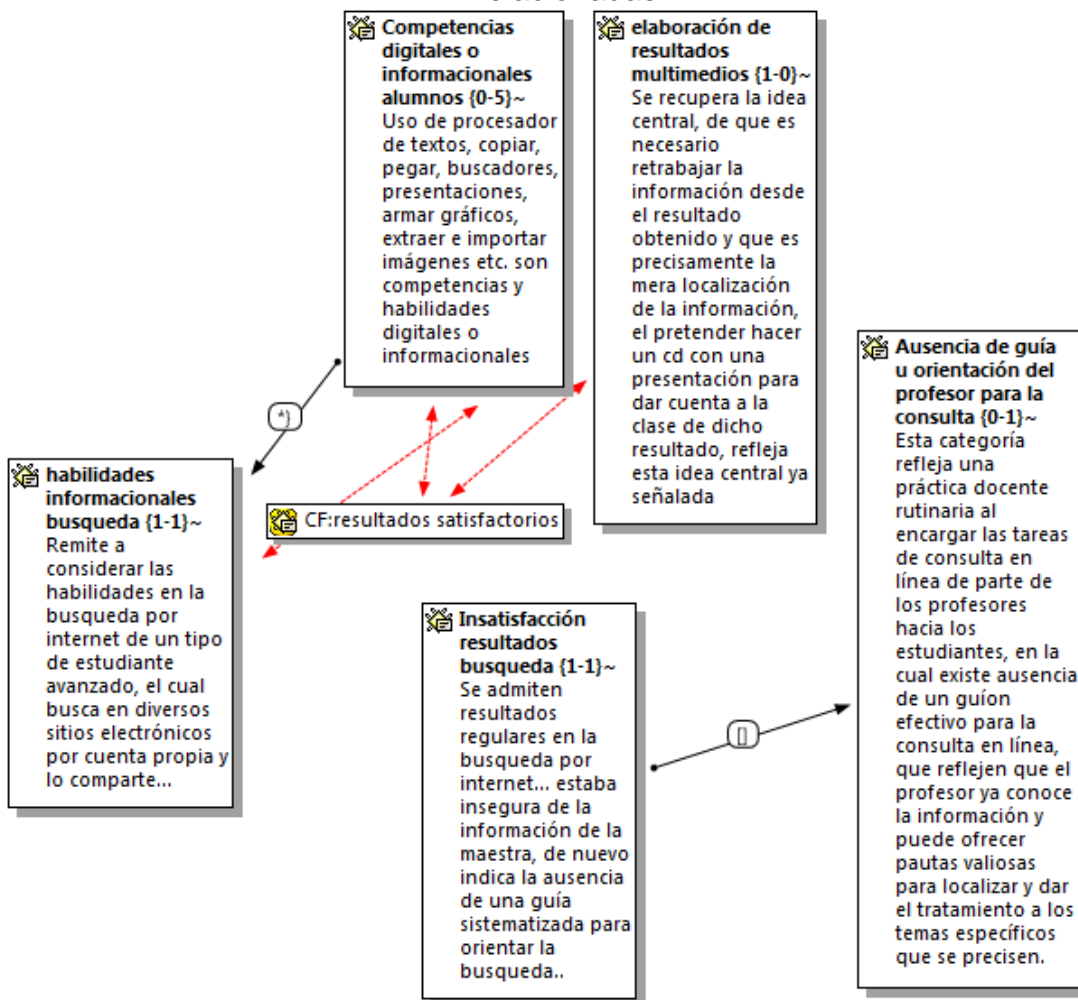 Competencias
digitales o
informacionales
alumnos {0-5}~
Uso de procesador
de textos, copiar,
pegar, buscadores,
presentaciones,
armar gráficos,
extraer e importar
imágenes etc. son
competencias y
habilidades
digitales o
informacionales
elaboración de
resultados
multimedios {1-0}~
Se recupera la idea
central, de que es
necesario
retrabajar la
información desde
el resultado
obtenido y que es
precisamente la
mera localización
de la información,
el pretender hacer
un cd con una
presentación para
dar cuenta a la
clase de dicho
resultado, refleja
esta idea central ya
señalada
Ausencia de guía
u orientación del
profesor para la
consulta {0-1}~
Esta categoría
refleja una
práctica docente
rutinaria al
encargar las tareas
de consulta en
línea de parte de
los profesores
hacia los
estudiantes, en la
cual existe ausencia
de un guíon
efectivo para la
consulta en línea,
que reflejen que el
profesor ya conoce
la información y
puede ofrecer
pautas valiosas
para localizar y dar
el tratamiento a los
temas específicos
que se precisen.
*}
habilidades
informacionales
busqueda {1-1}~
Remite a
considerar las
habilidades en la
busqueda por
internet de un tipo
de estudiante
avanzado, el cual
busca en diversos
sitios electrónicos
por cuenta propia y
lo comparte...
CF:resultados satisfactorios
Insatisfacción
resultados
busqueda {1-1}~
Se admiten
resultados
regulares en la
busqueda por
internet... estaba
insegura de la
información de la
maestra, de nuevo
indica la ausencia
de una guía
sistematizada para
orientar la
busqueda..
[]